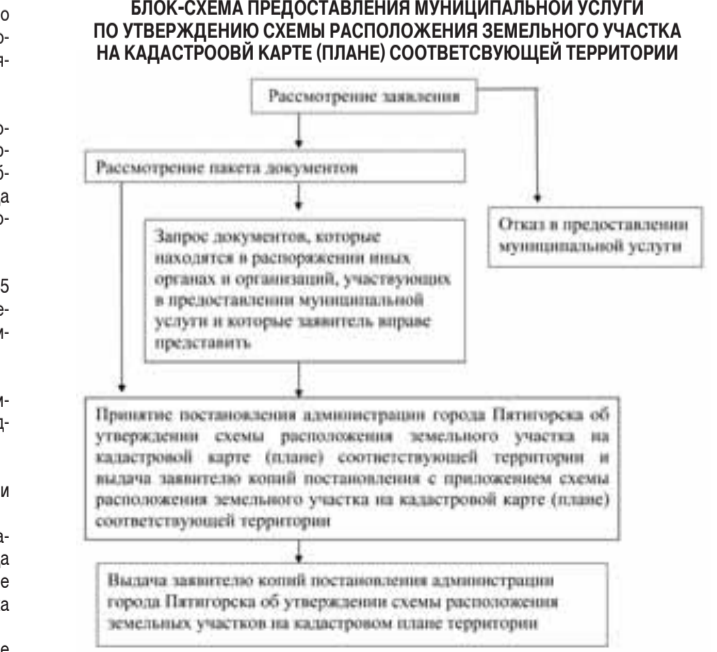 БЛОК-СХЕМА ПРЕДОСТАВЛЕНИЯ МУНИЦИПАЛЬНОЙ УСЛУГИ
ПО УТВЕРЖДЕНИЮ СХЕМЫ РАСПОЛОЖЕНИЯ ЗЕМЕЛЬНОГО УЧАСТКА
НА КАДАСТРООВЙ КАРТЕ (ПЛАНЕ) СООТВЕТСВУЮЩЕЙ ТЕРРИТОРИИ
Рассмотрение заявления
Рассмотрение пакета документов
Отказ в предоставлении
муниципальной услуги
Запрос документов, которые
находятся в распоряжении иных
органах и организаций, участвующих
в предоставлении муниципальной
услуги и которые заявитель вправе
представить
Принятие постановления администрации города Пятигорска об
утверждении схемы расположения земельного участка на
кадастровой карте (плане) соответствующей территории и
выдача заявителю копий постановления с приложением схемы
расположения земельного участка на кадастровой карте (плане)
соответствующей территории
Выдача заявителю копий постановления администрации
города Пятигорска об утверждении схемы расположения
земельных участков на кадастровом плане территории